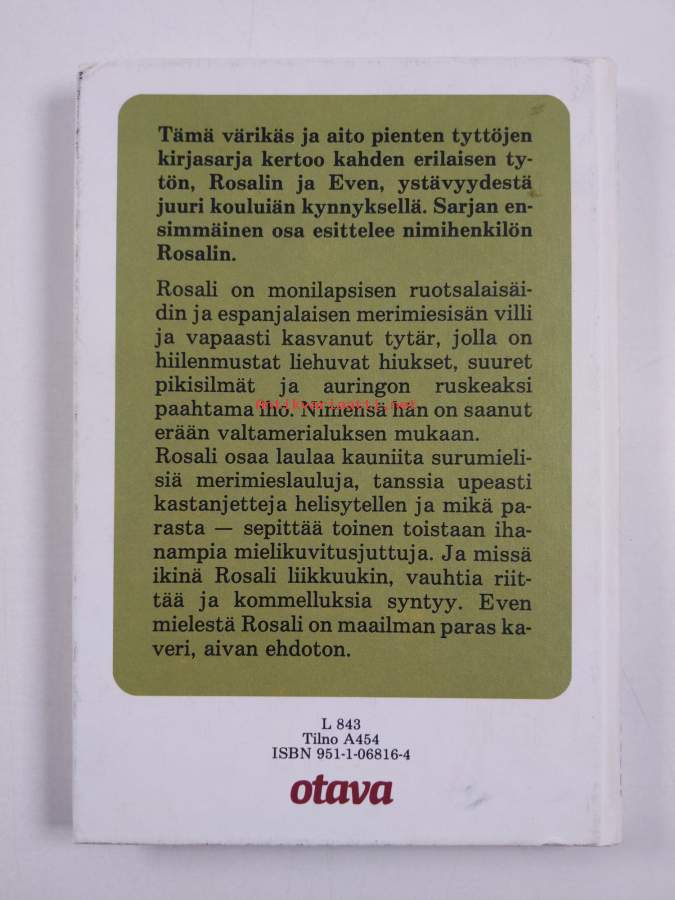 Tämä värikäs ja aito pienten tyttöjen
kirjasarja kertoo kahden erilaisen ty-
tön, Rosalin ja Even, ystävyydestä
juuri kouluiän kynnyksellä. Sarjan en-
simmäinen osa esittelee nimihenkilön
Rosalin.
Rosali on monilapsisen ruotsalaisäi-
din ja espanjalaisen merimiesisän villi
ja vapaasti kasvanut tytär, jolla on
hiilenmustat liehuvat hiukset, suuret
pikisilmät ja auringon ruskeaksi
paahtama iho. Nimensä hän on saanut
Antikvariaatti.net
erään valtamerialuksen mukaan.
Rosali osaa laulaa kauniita surumieli-
siä merimieslauluja, tanssia upeasti
kastanjetteja helisytellen ja mikä pa-
rasta — sepittää toinen toistaan iha-
nampia mielikuvitusjuttuja. Ja missä
ikinä Rosali liikkuukin, vauhtia riit-
tää ja kommelluksia syntyy. Even
mielestä Rosali on maailman paras ka-
veri, aivan ehdoton.
L 843
Tilno A454
ISBN 951-1-06816-4
otava